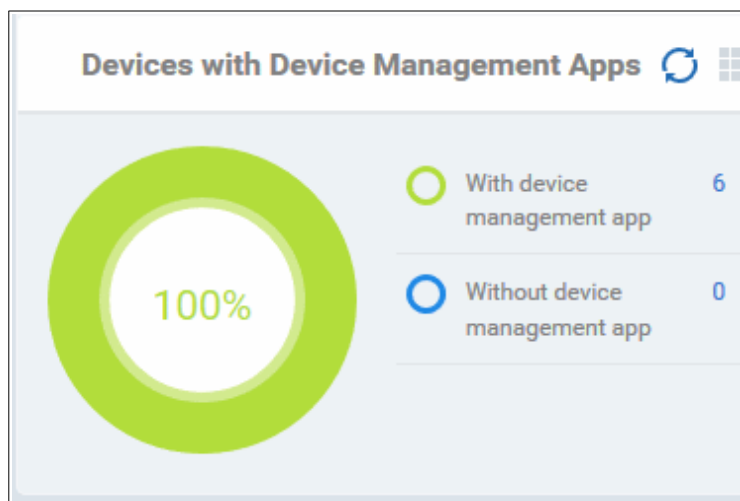 Devices with Device Management Apps
100%
With device 6
management app
Without device 0
management app